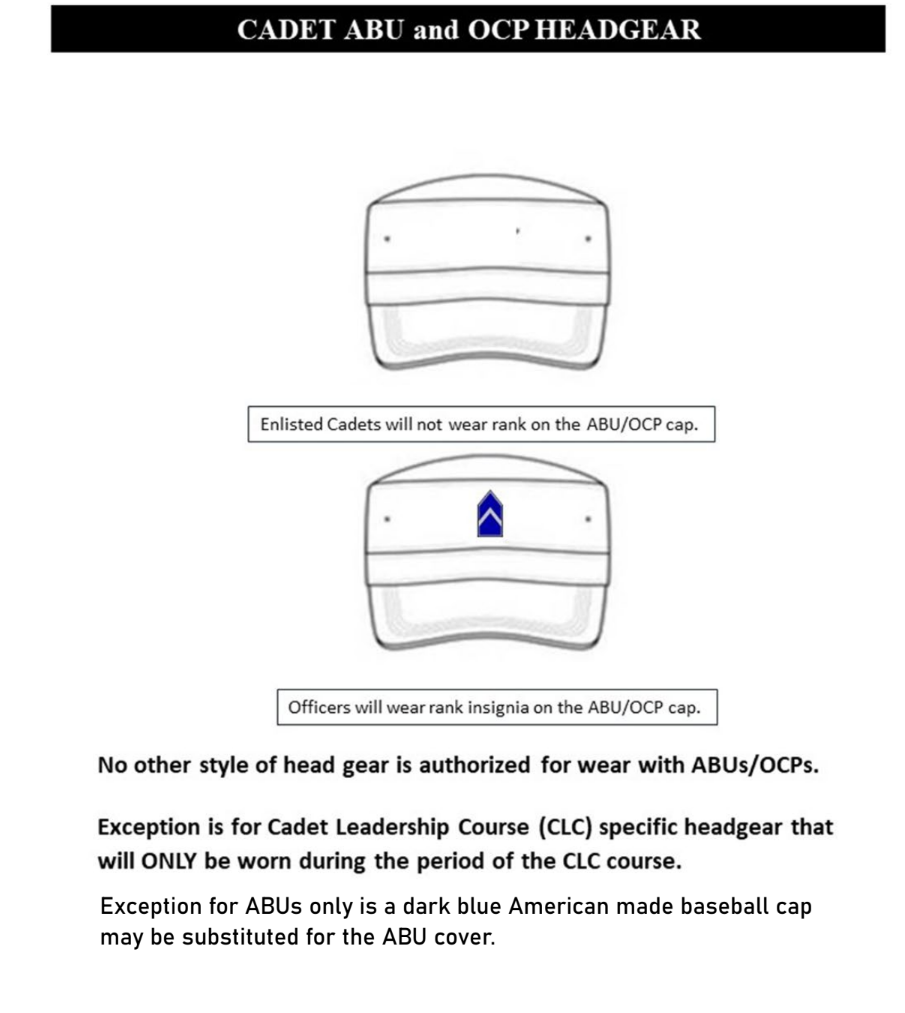 CADET ABU and OCP HEADGEAR
Enlisted Cadets will not wear rank on the ABU/OCP cap.
Officers will wear rank insignia on the ABU/OCP cap.
No other style of head gear is authorized for wear with ABUs/OCPs.
Exception is for Cadet Leadership Course (CLC) specific headgear that
will ONLY be worn during the period of the CLC course.
Exception for ABUs only is a dark blue American made baseball cap
may be substituted for the ABU cover.